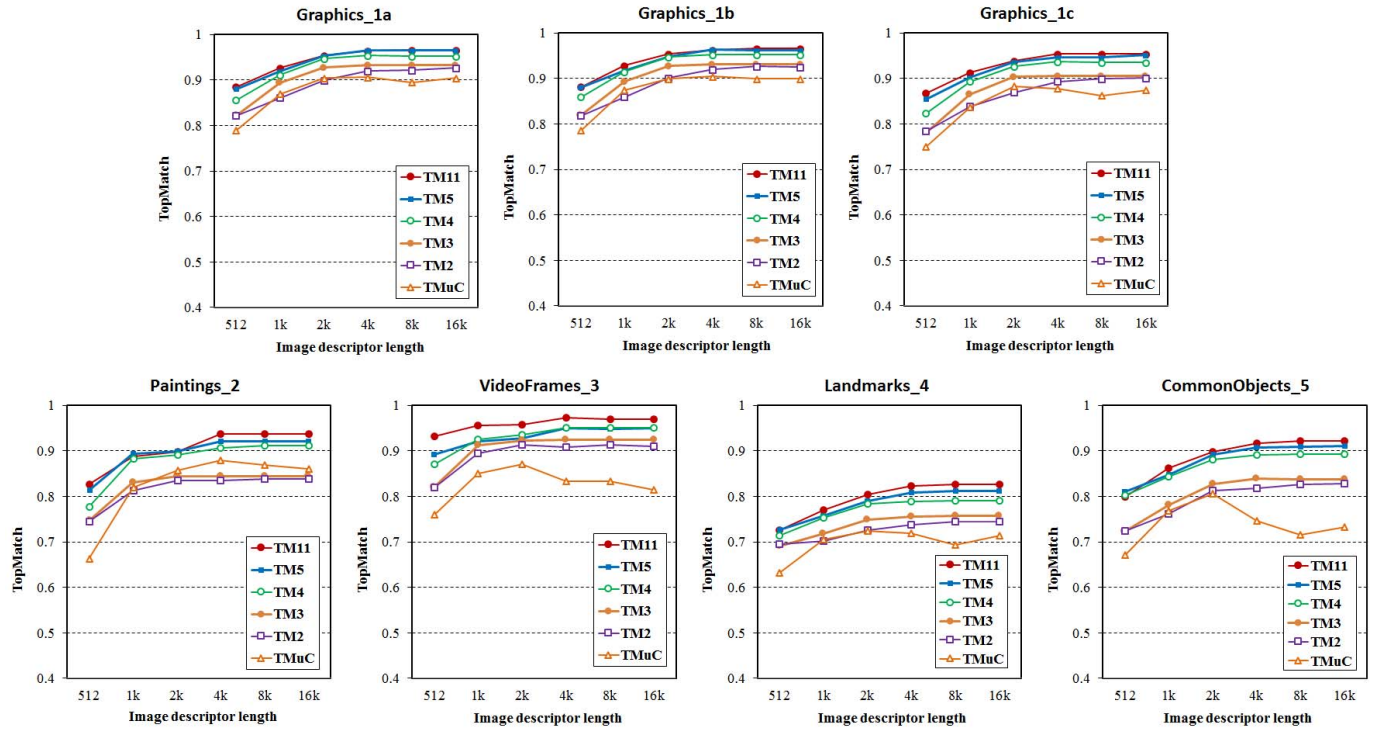 Graphics_1a
TopMatch
1
0.9
0.8
0.7
0.6
0.5
0.4
TM11
TM5
TM4
TM3
TM2
TMuC
512 1k 2k 4k 8k 16k
Image descriptor length
Graphics_1b
TopMatch
1
0.9
0.8
0.7
0.6
0.5
0.4
TM11
TM5
TM4
TM3
TM2
TMuC
512 1k 2k 4k 8k 16k
Image descriptor length
Graphics_1c
TopMatch
1
0.9
0.8
0.7
0.6
0.5
0.4
TM11
TM5
TM4
TM3
TM2
TMuC
512 1k 2k 4k 8k 16k
Image descriptor length
Paintings_2
TopMatch
1
0.9
0.8
0.7
0.6
0.5
0.4
TM11
TM5
TM4
TM3
TM2
TMuC
512 1k 2k 4k 8k 16k
Image descriptor length
VideoFrames_3
TopMatch
1
0.9
0.8
0.7
0.6
0.5
0.4
TM11
TM5
TM4
TM3
TM2
TMuC
512 1k 2k 4k 8k 16k
Image descriptor length
Landmarks_4
TopMatch
1
0.9
0.8
0.7
0.6
0.5
0.4
TM11
TM5
TM4
TM3
TM2
TMuC
512 1k 2k 4k 8k 16k
Image descriptor length
CommonObjects_5
TopMatch
1
0.9
0.8
0.7
0.6
0.5
0.4
TM11
TM5
TM4
TM3
TM2
TMuC
512 1k 2k 4k 8k 16k
Image descriptor length